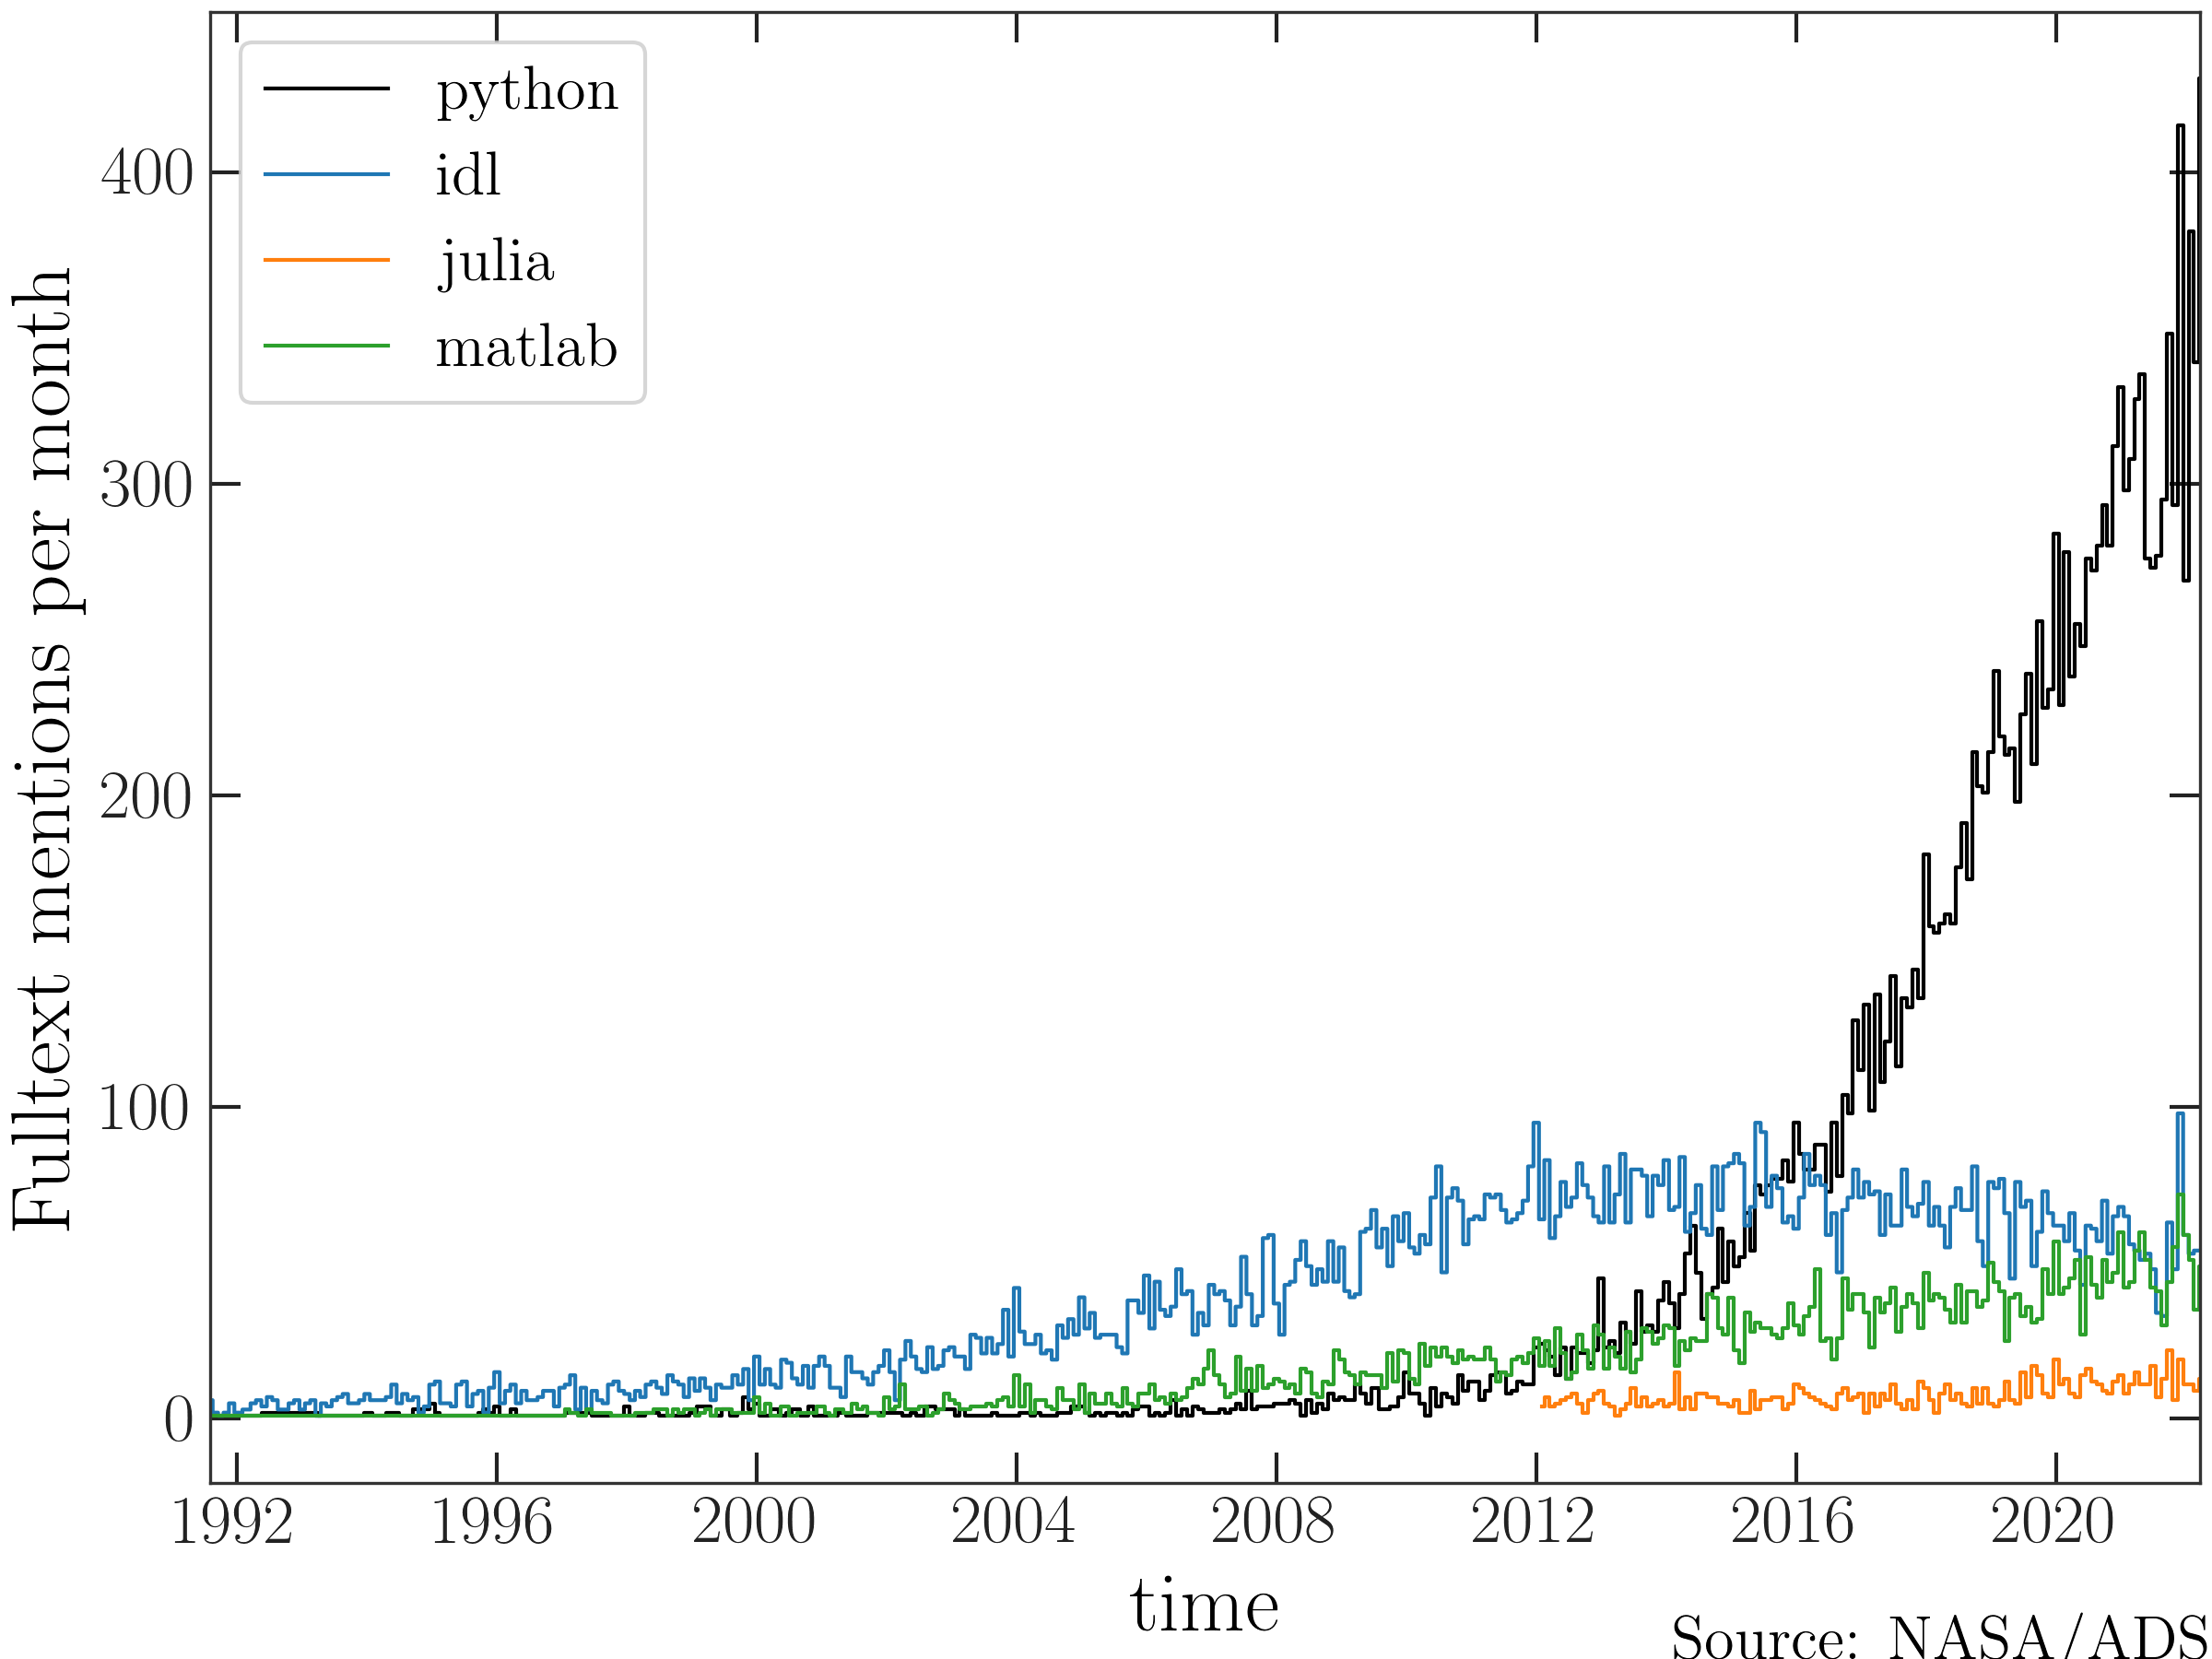 python
idl
julia
matlab
Fulltext mentions per month
400
300
200
100
0
1992 1996 2000 2004 2008 2012 2016 2020
time
Source: NASA/ADS